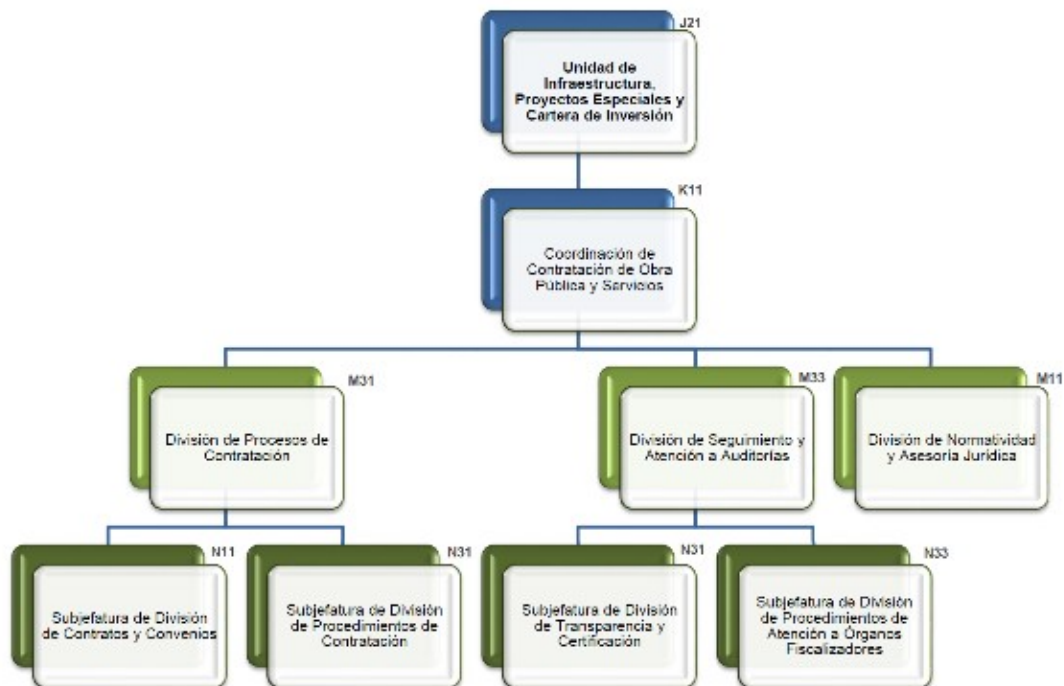 J21
Unidad de
Infraestructura,
Proyectos Especiales y
Cartera de Inversión
K11
Coordinación de
Contratación de Obra
Pública y Servicios
M31
División de Procesos de
Contratación
M33
División de Seguimiento y
Atención a Auditorías
M11
División de Normatividad
y Asesoría Jurídica
N11
Subjefatura de División
de Contratos y Convenios
N31
Subjefatura de División
de Procedimientos de
Contratación
N31
Subjefatura de División
de Transparencia y
Certificación
N33
Subjefatura de División
de Procedimientos de
Atención a Órganos
Fiscalizadores